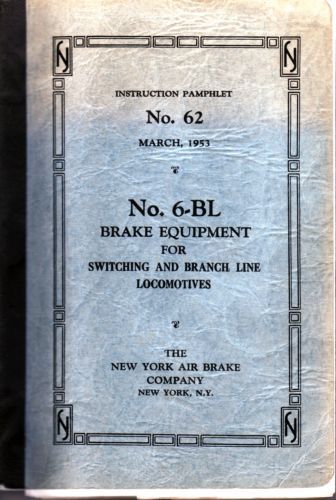 INSTRUCTION PAMPHLET
No. 62
MARCH, 1953
No. 6-BL
BRAKE EQUIPMENT
FOR
SWITCHING AND BRANCH LINE
LOCOMOTIVES
THE
NEW YORK AIR BRAKE
COMPANY
NEW YORK, N.Y.